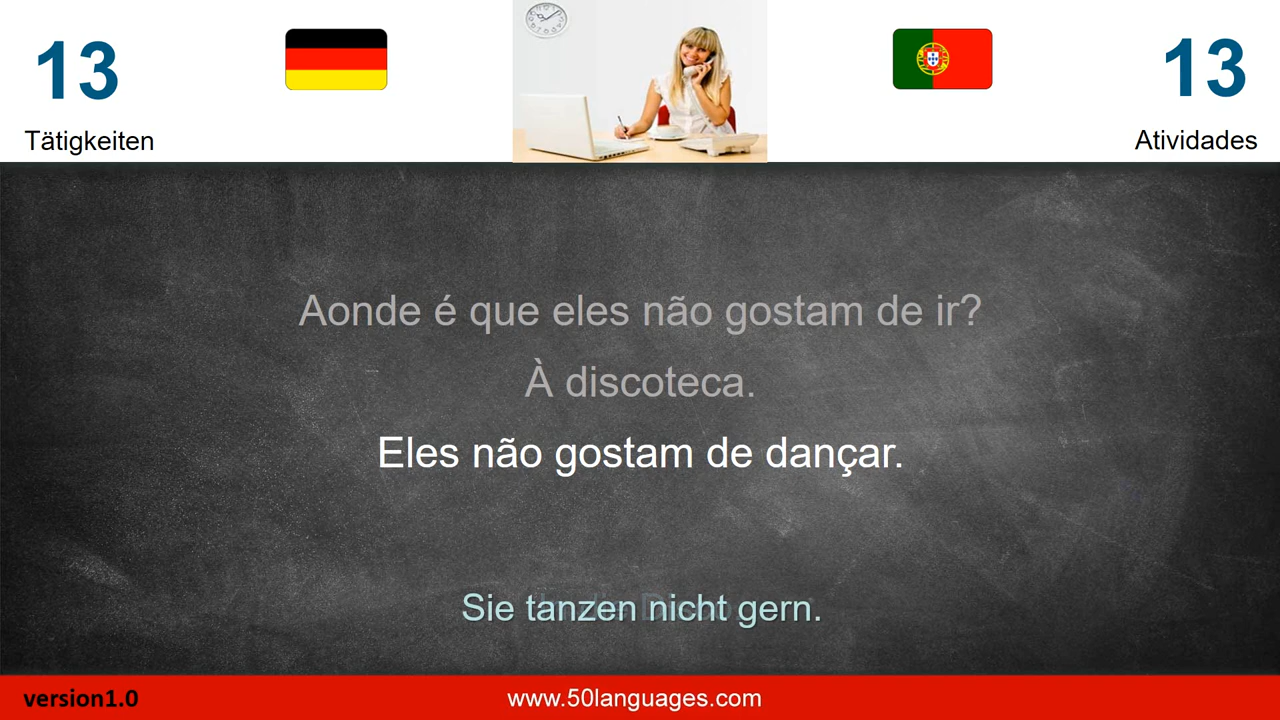 13
13
Tätigkeiten
Atividades
Aonde é que eles não gostam de ir?
À discoteca.
Eles não gostam de dançar.
Sie tanzen nicht gern.
version1.0
www.50languages.com